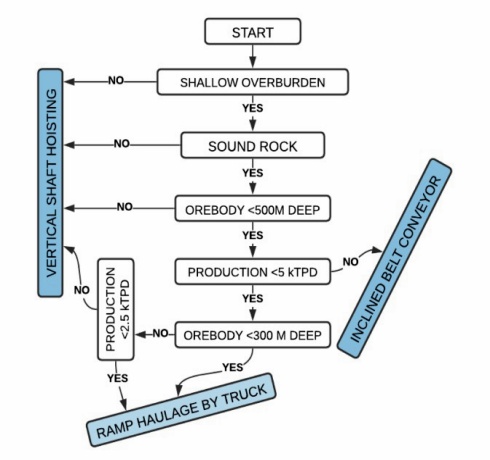 START
SHALLOW OVERBURDEN
NO
YES
SOUND ROCK
NO
YES
OREBODY <500M DEEP
NO
YES
PRODUCTION <5 kTPD
NO
YES
OREBODY <300 M DEEP
NO
YES
PRODUCTION
<2.5 kTPD
NO
YES
VERTICAL SHAFT HOISTING
INCLINED BELT CONVEYOR
RAMP HAULAGE BY TRUCK